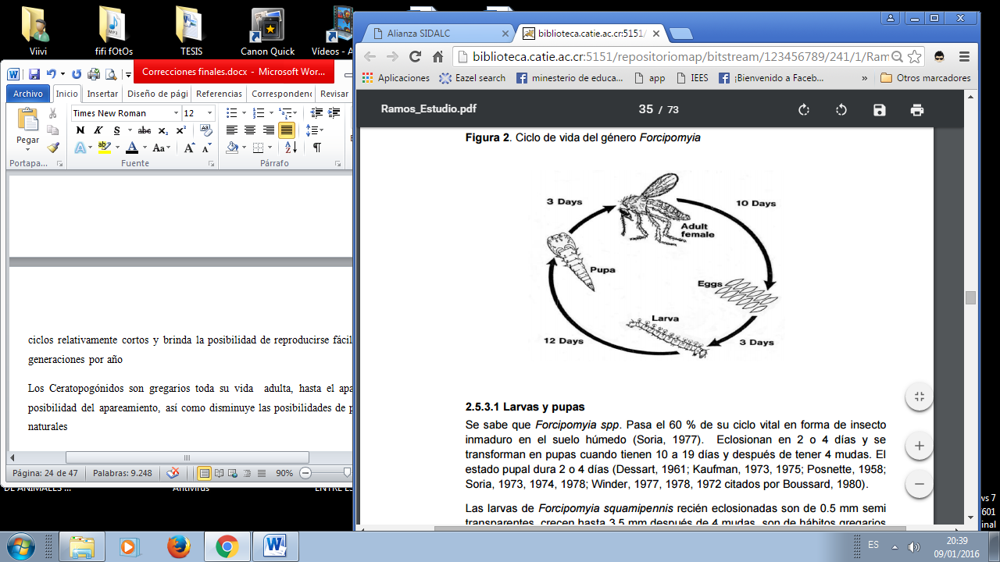 Viivi
fifi fOtOs
TESIS
Canon Quick
Vídeos - A
Correcciones finales.docx - Microsoft Wor...
Archivo Inicio Insertar Diseño de pági Referencias Correspondenc Revisar
Pegar
Times New Roman 12
N K S abc x₂ x²
A ab A Aa A A
Portapa... Fuente Párrafo
ciclos relativamente cortos y brinda la posibilidad de reproducirse fácil
generaciones por año
Los Ceratopogónidos son gregarios toda su vida adulta, hasta el apa
posibilidad del apareamiento, así como disminuye las posibilidades de p
naturales
Página: 24 de 47 Palabras: 9.248 90%
DE ANIMALES ...
Antivirus
ENTRE ES
Alianza SIDALC
biblioteca.catie.ac.cr:5151/
biblioteca.catie.ac.cr:5151/repositoriomap/bitstream/123456789/241/1/Ram
Aplicaciones Eazel search minesterio de educa... app IEES ¡Bienvenido a Faceb... » Otros marcadores
Ramos_Estudio.pdf 35 / 73
Figura 2. Ciclo de vida del género Forcipomyia
3 Days
10 Days
Adult
female
Pupa
Eggs
Larva
12 Days
3 Days
2.5.3.1 Larvas y pupas
Se sabe que Forcipomyia spp. Pasa el 60 % de su ciclo vital en forma de insecto
inmaduro en el suelo húmedo (Soria, 1977). Eclosionan en 2 o 4 días y se
transforman en pupas cuando tienen 10 a 19 días y después de tener 4 mudas. El
estado pupal dura 2 o 4 días (Dessart, 1961; Kaufman, 1973, 1975; Posnette, 1958;
Soria, 1973, 1974, 1978; Winder, 1977, 1978, 1972 citados por Boussard, 1980).
Las larvas de Forcipomyia squamipennis recién eclosionadas son de 0.5 mm semi
transparentes, crecen hasta 3.5 mm después de 4 mudas, son de hábitos gregarios
ws 7
601
inal
ES
20:39
09/01/2016